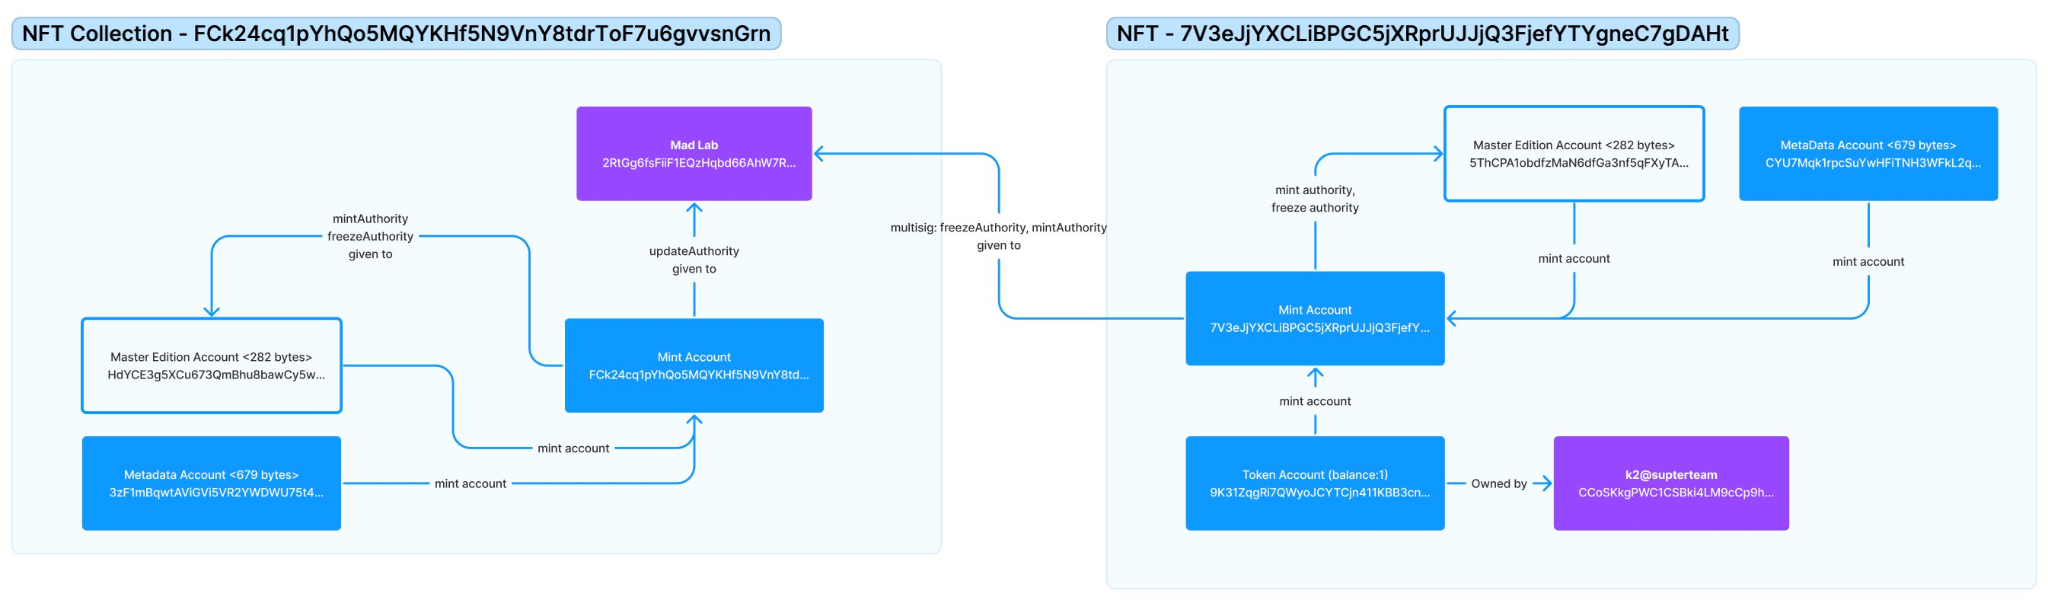 NFT Collection - FCk24cq1pYhQo5MQYKHf5N9VnY8tdrToF7u6gvvsnGrn
Mad Lab
2RtGg6fsFiiF1EQzHqbd66AhW7R...
mintAuthority
freezeAuthority
given to
updateAuthority
given to
Master Edition Account <282 bytes>
HdYCE3g5XCu673QmBhu8bawCy5w...
Mint Account
FCk24cq1pYhQo5MQYKHf5N9VnY8td...
mint account
Metadata Account <679 bytes>
3zF1mBqwtAViGVi5VR2YWDWU75t4...
mint account
multisig: freezeAuthority, mintAuthority
given to
NFT - 7V3eJjYXCLiBPGC5jXRprUJJjQ3FjefYTYgneC7gDAHt
Master Edition Account <282 bytes>
5ThCPA1obdfzMaN6dfGa3nf5qFXyTA...
MetaData Account <679 bytes>
CYU7Mqk1rpcSuYwHFiTNH3WFkL2q...
mint authority,
freeze authority
mint account
mint account
Mint Account
7V3eJjYXCLiBPGC5jXRprUJJjQ3FjefY...
mint account
Token Account (balance:1)
9K31ZqgRi7QWyoJCYTCjn411KBB3cn...
Owned by
k2@supterteam
CCoSKkgPWC1CSBki4LM9cCp9h...